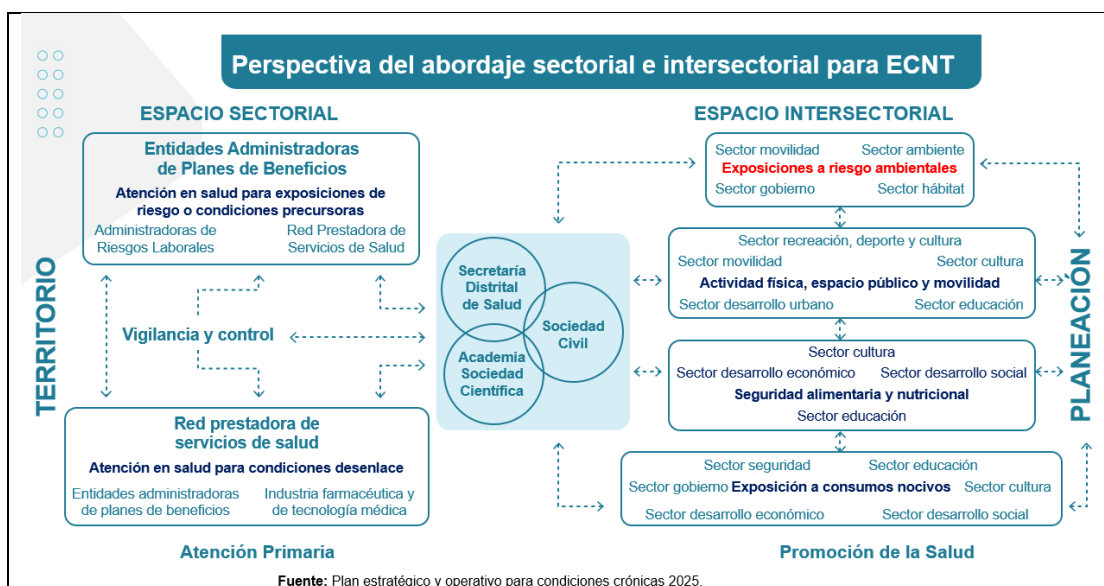 Perspectiva del abordaje sectorial e intersectorial para ECNT
ESPACIO SECTORIAL
Entidades Administradoras
de Planes de Beneficios
Atención en salud para exposiciones de
riesgo o condiciones precursoras
Administradoras de
Riesgos Laborales
Red Prestadora de
Servicios de Salud
TERRITORIO
Vigilancia y control
Red prestadora de
servicios de salud
Atención en salud para condiciones desenlace
Entidades administradoras
de planes de beneficios
Industria farmacéutica y
de tecnología médica
Atención Primaria
Secretaría
Distrital
de Salud
Sociedad
Civil
Academia
Sociedad
Científica
ESPACIO INTERSECTORIAL
Sector movilidad Sector ambiente
Exposiciones a riesgo ambientales
Sector gobierno Sector hábitat
Sector recreación, deporte y cultura
Sector movilidad Sector cultura
Actividad física, espacio público y movilidad
Sector desarrollo urbano Sector educación
Sector cultura
Sector desarrollo económico Sector desarrollo social
Seguridad alimentaria y nutricional
Sector educación
Sector seguridad Sector educación
Sector gobierno Exposición a consumos nocivos Sector cultura
Sector desarrollo económico Sector desarrollo social
PLANEACIÓN
Promoción de la Salud
Fuente: Plan estratégico y operativo para condiciones crónicas 2025.